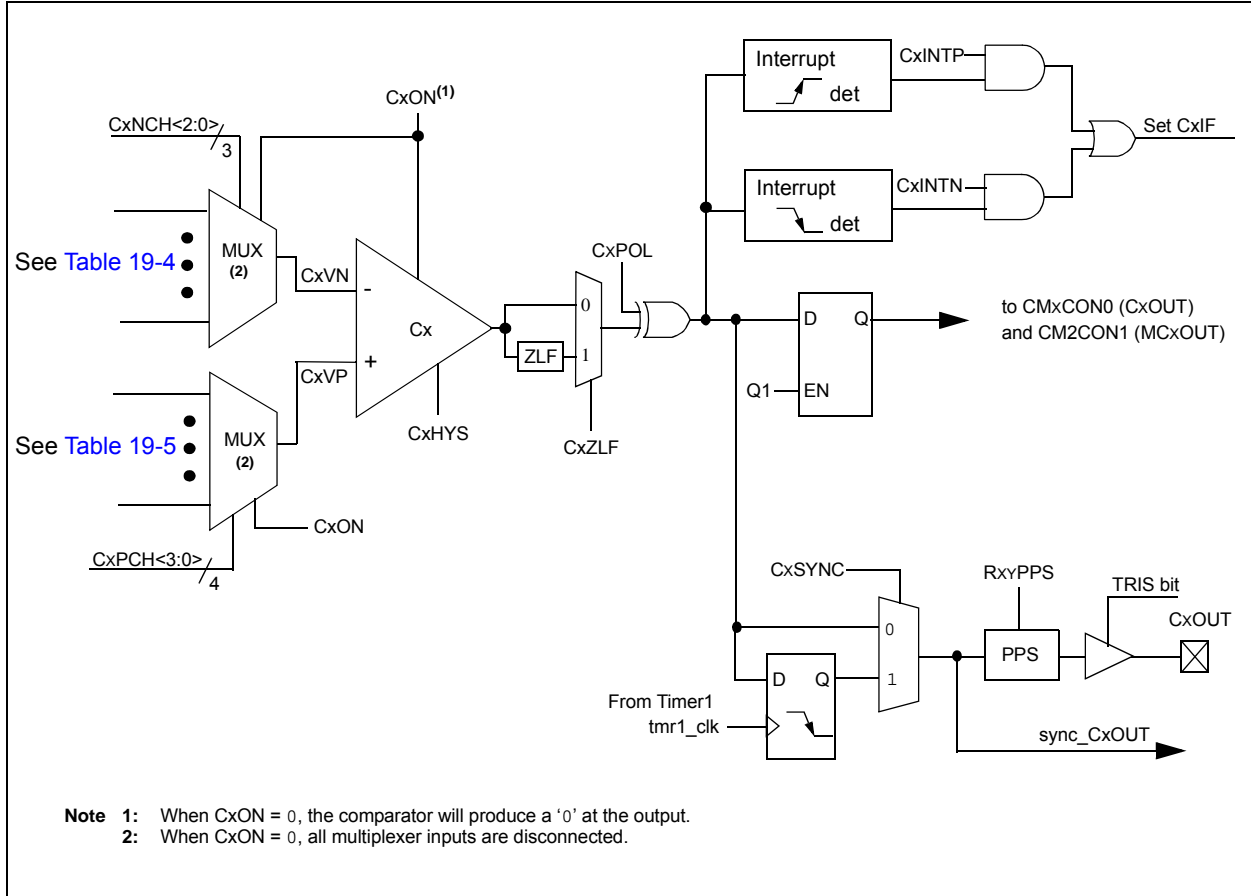 CxON(1)
CxNCH<2:0>
3
MUX
(2)
See Table 19-4
CxVN
-
Cx
+
CxVP
CxHYS
See Table 19-5
MUX
(2)
CxON
CxPCH<3:0>
4
ZLF
0
1
CxZLF
CxPOL
Interrupt
det
CxINTP
Interrupt
det
CxINTN
Set CxIF
D Q
Q1
EN
to CMxCON0 (CxOUT)
and CM2CON1 (MCxOUT)
CxSYNC
0
1
D Q
From Timer1
tmr1_clk
RxyPPS
PPS
TRIS bit
CxOUT
sync_CxOUT
Note 1: When CxON = 0, the comparator will produce a ‘0’ at the output.
2: When CxON = 0, all multiplexer inputs are disconnected.